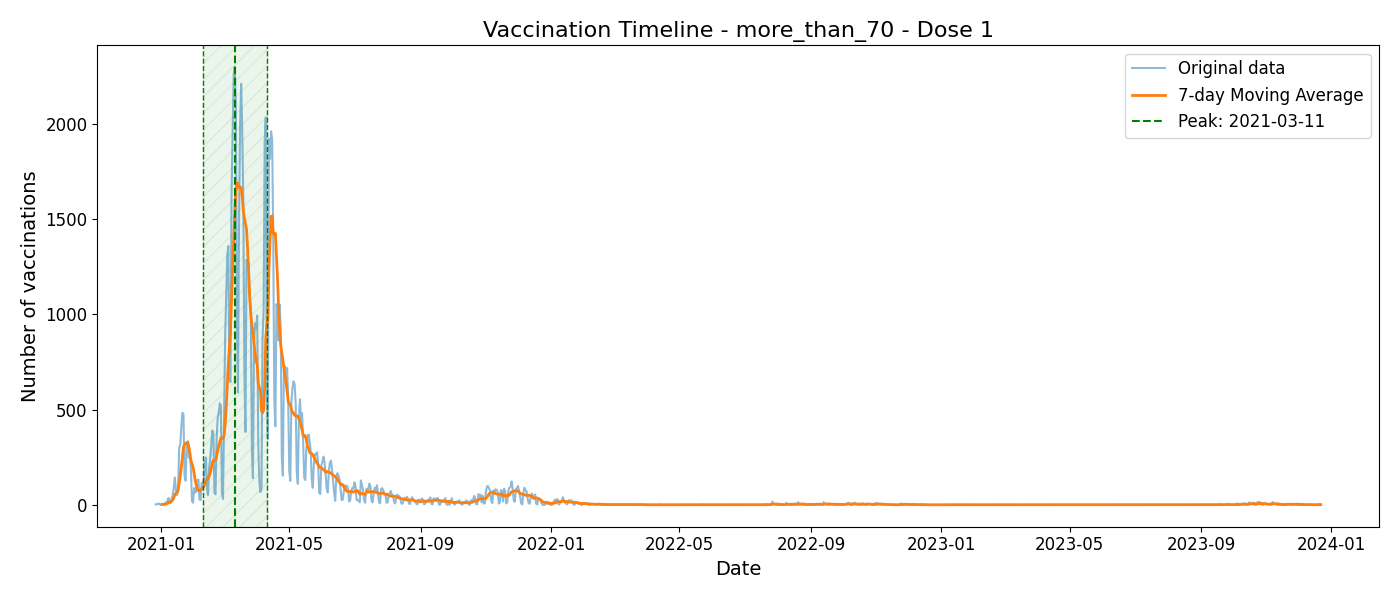 Vaccination Timeline - more_than_70 - Dose 1
Original data
7-day Moving Average
Peak: 2021-03-11
Number of vaccinations
2000
1500
1000
500
0
2021-01 2021-05 2021-09 2022-01 2022-05 2022-09 2023-01 2023-05 2023-09 2024-01
Date